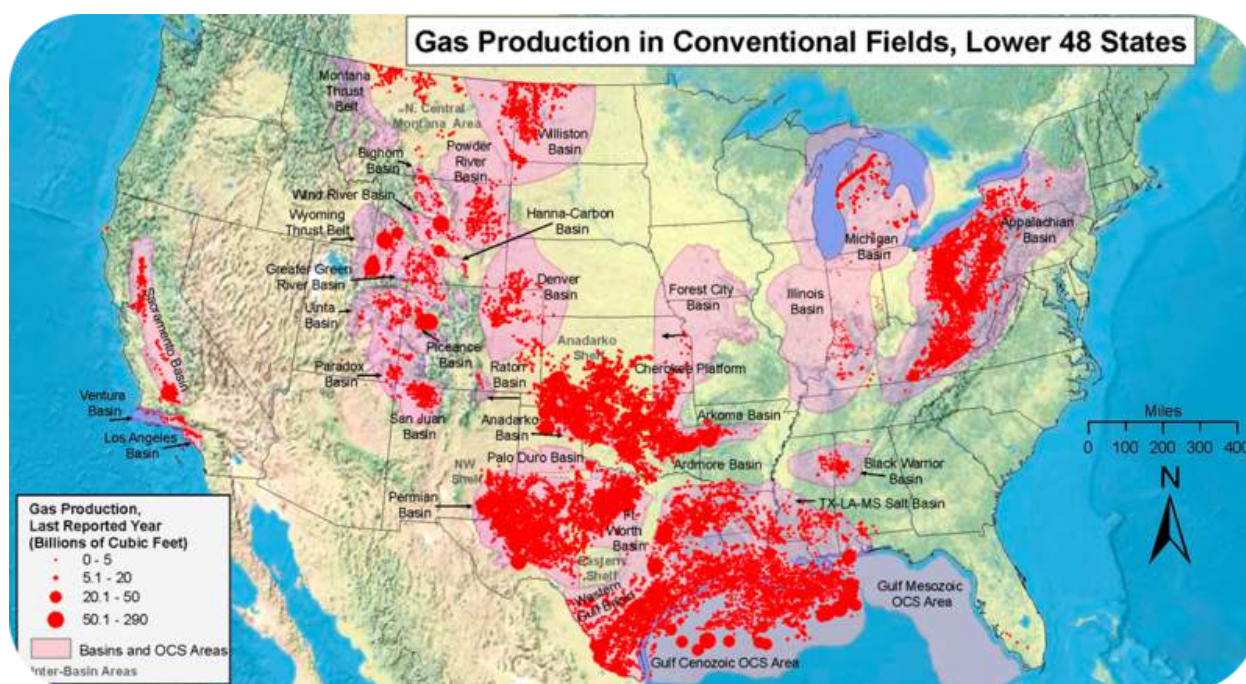 Gas Production in Conventional Fields, Lower 48 States
Montana
Thrust
Belt
N. Central
Montana Area
Williston
Basin
Bighorn
Basin
Powder
River
Basin
Wind River Basin
Wyoming
Thrust Belt
Hanna-Carbon
Basin
Greater Green
River Basin
Denver
Basin
Forest City
Basin
Illinois
Basin
Michigan
Basin
Appalachian
Basin
Sacramento Basin
Uinta
Basin
Piceance
Basin
Anadarko
Shelf
Cherokee Platform
Paradox
Basin
Raton
Basin
Ventura
Basin
Los Angeles
Basin
San Juan
Basin
Anadarko
Basin
Arkoma Basin
Palo Duro Basin
Ardmore Basin
NW
Shelf
Black Warrior
Basin
Permian
Basin
TX-LA-MS Salt Basin
Ft.
Worth
Basin
Eastern
Shelf
Western
Gulf Basin
Gulf Mesozoic
OCS Area
Gulf Cenozoic OCS Area
Miles
0 100 200 300 400
N
Gas Production,
Last Reported Year
(Billions of Cubic Feet)
0 - 5
5.1 - 20
20.1 - 50
50.1 - 290
Basins and OCS Areas
Inter-Basin Areas